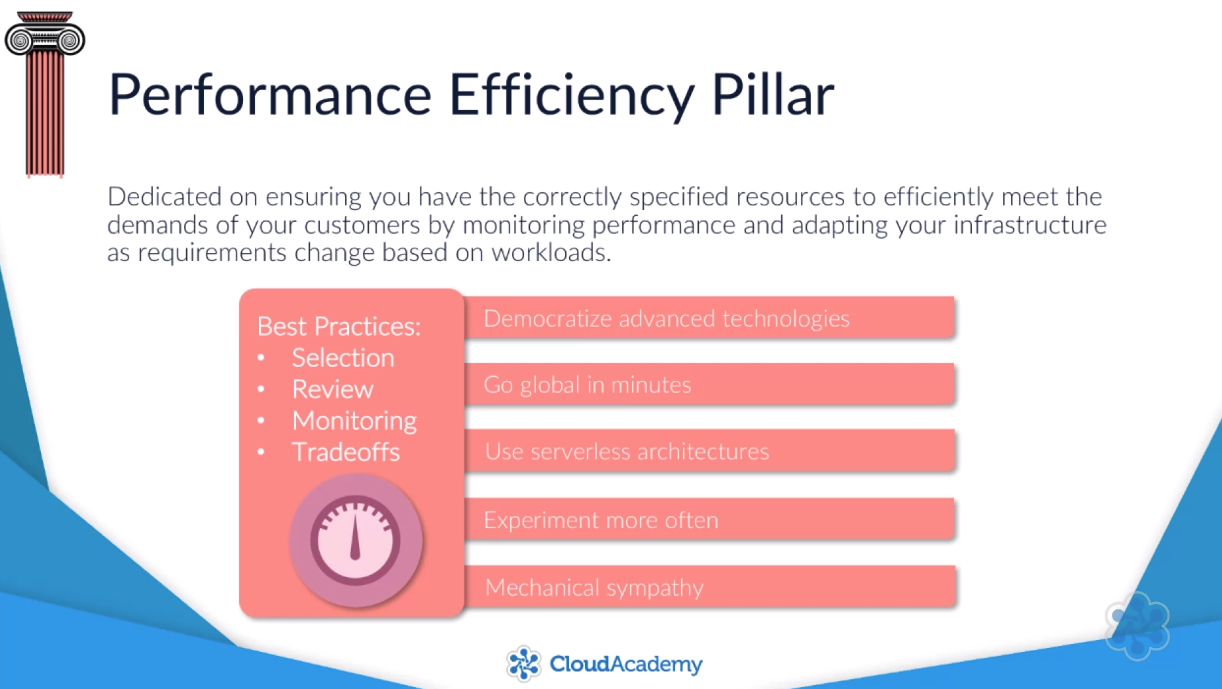 Performance Efficiency Pillar
Dedicated on ensuring you have the correctly specified resources to efficiently meet the
demands of your customers by monitoring performance and adapting your infrastructure
as requirements change based on workloads.
Best Practices:
• Selection
• Review
• Monitoring
• Tradeoffs
Democratize advanced technologies
Go global in minutes
Use serverless architectures
Experiment more often
Mechanical sympathy
CloudAcademy